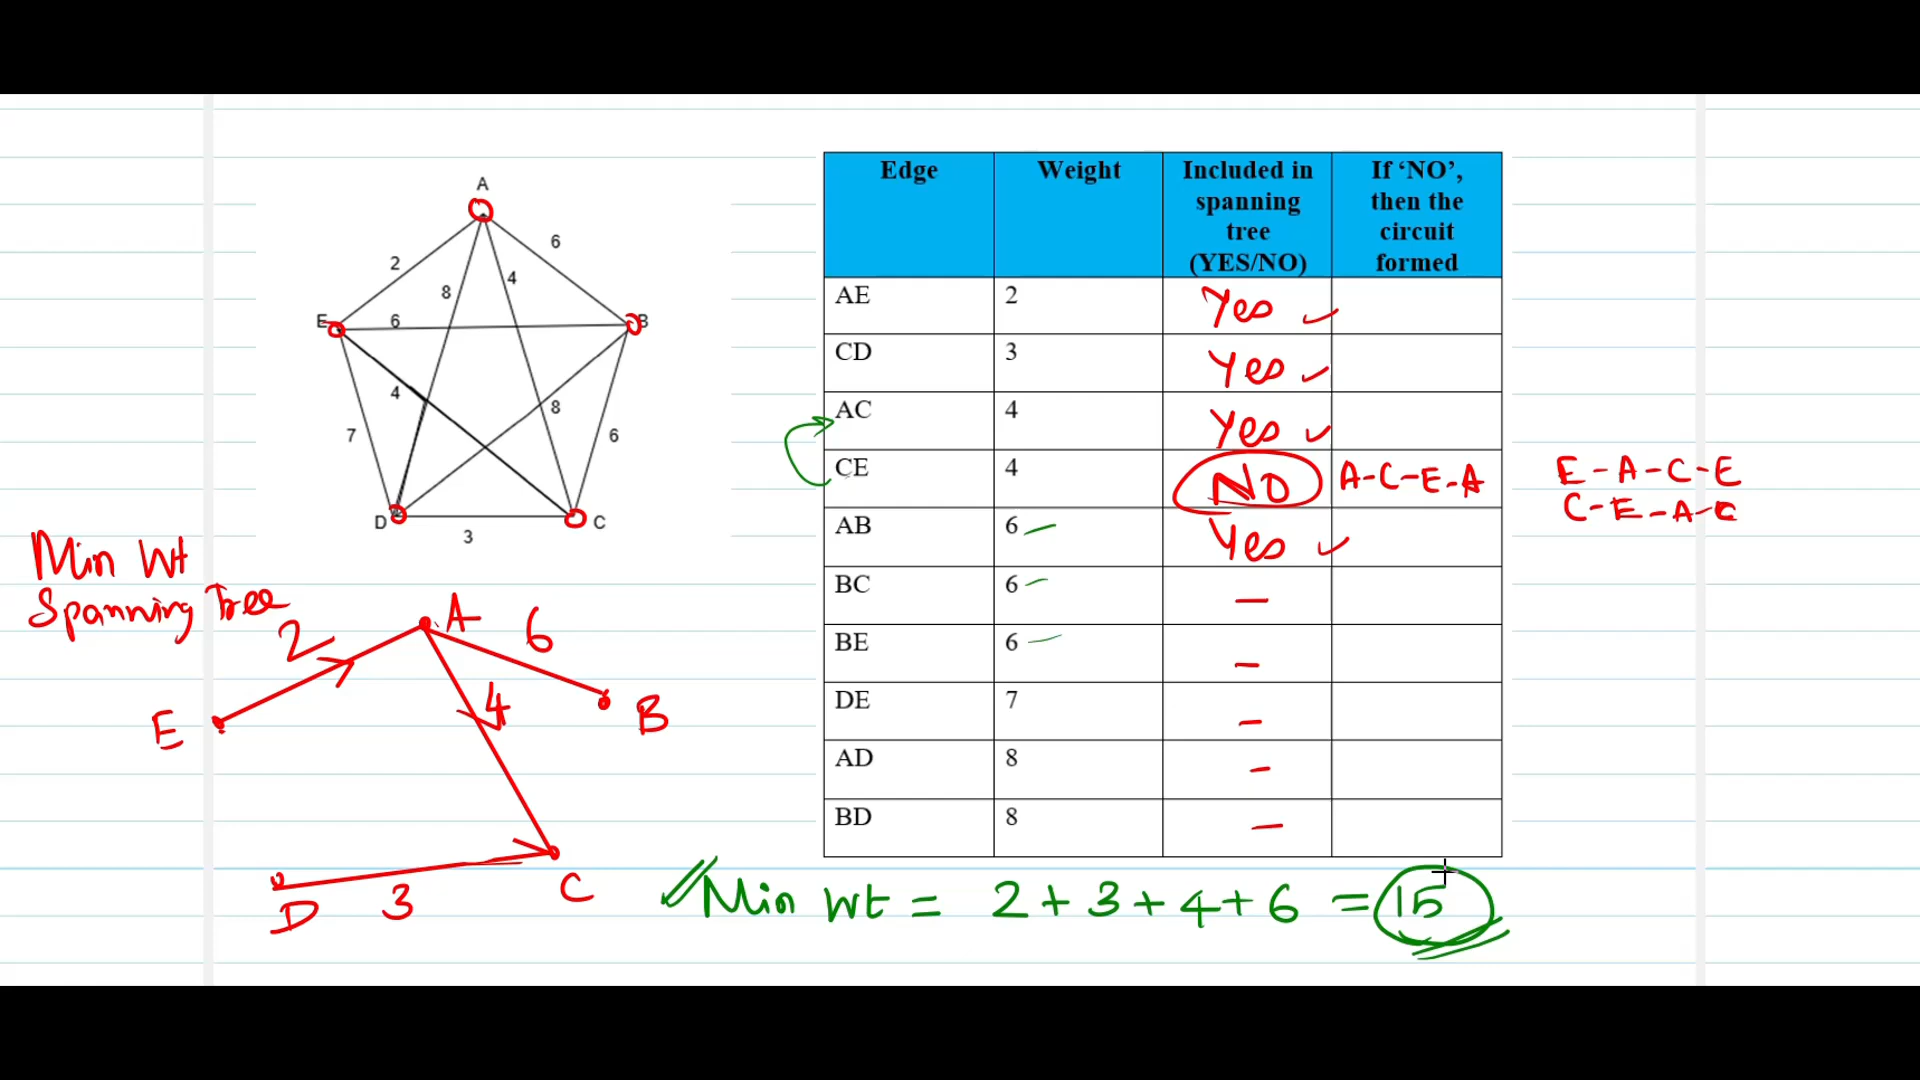 A
6
2
4
8
E
6
B
4
8
7
6
D
C
3
Edge Weight Included in spanning tree (YES/NO) If ‘NO’, then the circuit formed
AE 2 Yes
CD 3 Yes
AC 4 Yes
CE 4 NO A-C-E-A E-A-C-E
C-E-A-C
AB 6 Yes
BC 6 -
BE 6 -
DE 7 -
AD 8 -
BD 8 -
Min Wt
Spanning Tree
A
2
6
4
E
B
D
3
C
Min Wt = 2+3+4+6 = 15